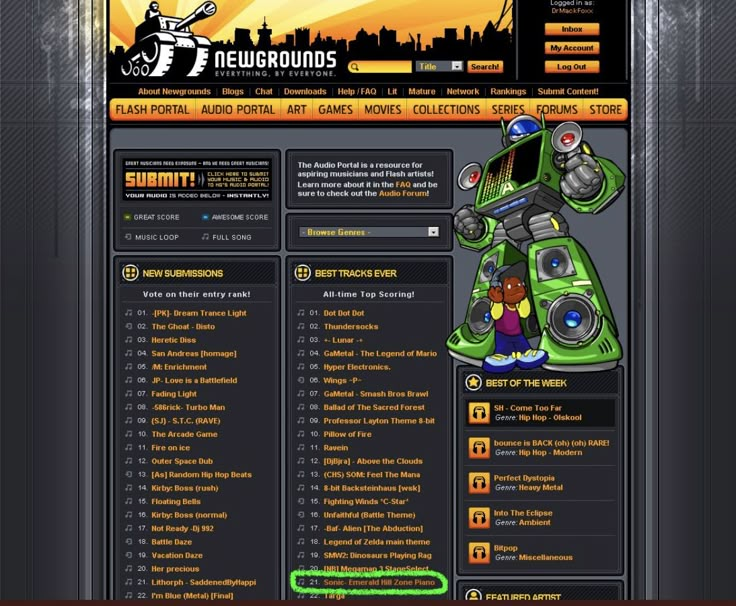 Logged in as:
DrMackFoxx
Inbox
My Account
Log Out
NEWGROUNDS
EVERYTHING, BY EVERYONE.
Title
Search!
About Newgrounds | Blogs | Chat | Downloads | Help / FAQ | Lit | Mature | Network | Rankings | Submit Content!
FLASH PORTAL AUDIO PORTAL ART GAMES MOVIES COLLECTIONS SERIES FORUMS STORE
GREAT MUSICIANS NEED EXPOSURE - AND WE NEED GREAT MUSICIANS!
SUBMIT!
CLICK HERE TO SUBMIT
YOUR MUSIC & AUDIO
TO NG'S AUDIO PORTAL!
YOUR AUDIO IS ADDED BELOW - INSTANTLY!
GREAT SCORE
AWESOME SCORE
MUSIC LOOP
FULL SONG
The Audio Portal is a resource for
aspiring musicians and Flash artists!
Learn more about it in the FAQ and be
sure to check out the Audio Forum!
- Browse Genres -
A
NEW SUBMISSIONS
Vote on their entry rank!
01. -[PK]- Dream Trance Light
02. The Ghoat - Disto
03. Heretic Diss
04. San Andreas [homage]
05. /M: Enrichment
06. JP- Love is a Battlefield
07. Fading Light
08. -586rick- Turbo Man
09. (SJ) - S.T.C. (RAVE)
10. The Arcade Game
11. Fire on ice
12. Outer Space Dub
13. [As] Random Hip Hop Beats
14. Kirby: Boss (rush)
15. Floating Bells
16. Kirby: Boss (normal)
17. Not Ready -Dj 992
18. Battle Daze
19. Vacation Daze
20. Her precious
21. Lithorph - SaddenedByHappi
22. I'm Blue (Metal) [Final]
BEST TRACKS EVER
All-time Top Scoring!
01. Dot Dot Dot
02. Thundersocks
03. +- Lunar -+
04. GaMetal - The Legend of Mario
05. Hyper Electronics.
06. Wings ~P~
07. GaMetal - Smash Bros Brawl
08. Ballad of The Sacred Forest
09. Professor Layton Theme 8-bit
10. Pillow of Fire
11. Ravein
12. [DjBjra] - Above the Clouds
13. (CHS) SOM: Feel The Mans
14. 8-bit Backsteinhaus [wsk]
15. Fighting Winds *C-Star*
16. Unfaithful (Battle Theme)
17. -Baf- Alien [The Abduction]
18. Legend of Zelda main theme
19. SMW2: Dinosaurs Playing Rag
20. [NB] Megaman 3 StageSelect
21. Sonic- Emerald Hill Zone Piano
22. Targa
BEST OF THE WEEK
SH - Come Too Far
Genre: Hip Hop - Olskool
bounce is BACK (oh) (oh) RARE!
Genre: Hip Hop - Modern
Perfect Dystopia
Genre: Heavy Metal
Into The Eclipse
Genre: Ambient
Bitpop
Genre: Miscellaneous
FEATURED ARTIST